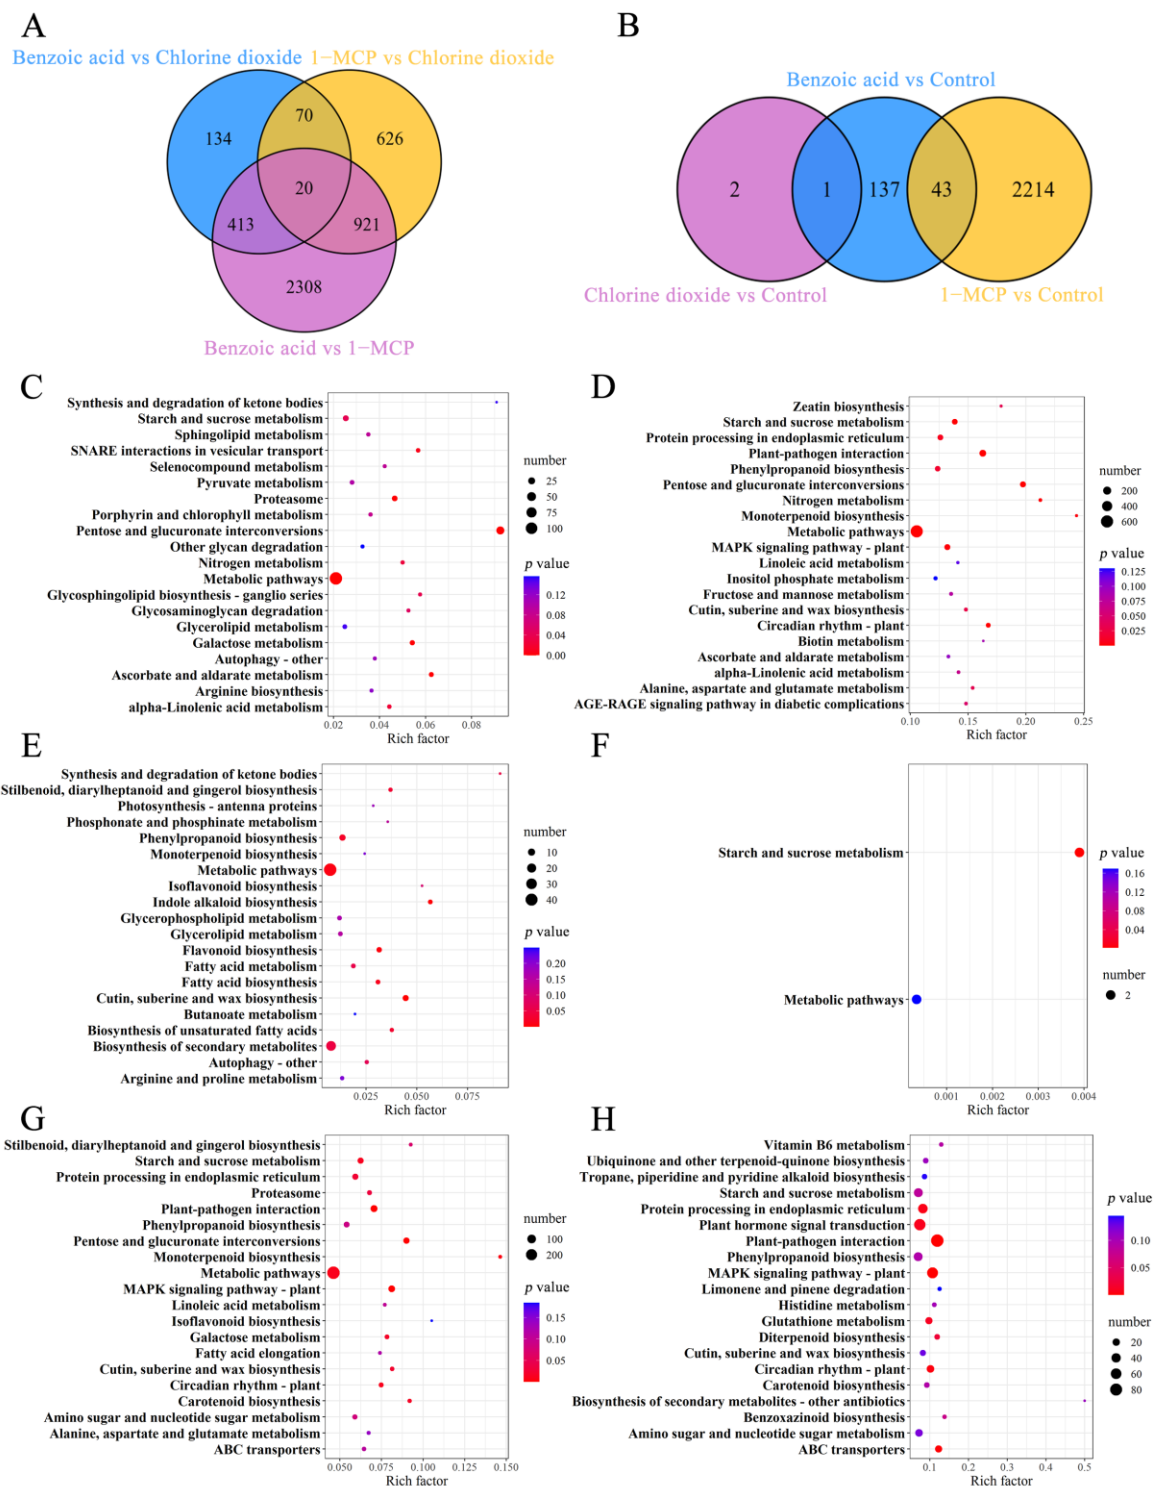 A
Benzoic acid vs Chlorine dioxide 1−MCP vs Chlorine dioxide
134
70
626
20
413
921
2308
Benzoic acid vs 1−MCP
B
Benzoic acid vs Control
2
1
137
43
2214
Chlorine dioxide vs Control
1−MCP vs Control
C
Synthesis and degradation of ketone bodies
Starch and sucrose metabolism
Sphingolipid metabolism
SNARE interactions in vesicular transport
Selenocompound metabolism
Pyruvate metabolism
Proteasome
Porphyrin and chlorophyll metabolism
Pentose and glucuronate interconversions
Other glycan degradation
Nitrogen metabolism
Metabolic pathways
Glycosphingolipid biosynthesis - ganglio series
Glycosaminoglycan degradation
Glycerolipid metabolism
Galactose metabolism
Autophagy - other
Ascorbate and aldarate metabolism
Arginine biosynthesis
alpha-Linolenic acid metabolism
0.02 0.04 0.06 0.08
Rich factor
number
25
50
75
100
p value
0.12
0.08
0.04
0.00
D
Zeatin biosynthesis
Starch and sucrose metabolism
Protein processing in endoplasmic reticulum
Plant-pathogen interaction
Phenylpropanoid biosynthesis
Pentose and glucuronate interconversions
Nitrogen metabolism
Monoterpenoid biosynthesis
Metabolic pathways
MAPK signaling pathway - plant
Linoleic acid metabolism
Inositol phosphate metabolism
Fructose and mannose metabolism
Cutin, suberine and wax biosynthesis
Circadian rhythm - plant
Biotin metabolism
Ascorbate and aldarate metabolism
alpha-Linolenic acid metabolism
Alanine, aspartate and glutamate metabolism
AGE-RAGE signaling pathway in diabetic complications
0.10 0.15 0.20 0.25
Rich factor
number
200
400
600
p value
0.125
0.100
0.075
0.050
0.025
E
Synthesis and degradation of ketone bodies
Stilbenoid, diarylheptanoid and gingerol biosynthesis
Photosynthesis - antenna proteins
Phosphonate and phosphinate metabolism
Phenylpropanoid biosynthesis
Monoterpenoid biosynthesis
Metabolic pathways
Isoflavonoid biosynthesis
Indole alkaloid biosynthesis
Glycerophospholipid metabolism
Glycerolipid metabolism
Flavonoid biosynthesis
Fatty acid metabolism
Fatty acid biosynthesis
Cutin, suberine and wax biosynthesis
Butanoate metabolism
Biosynthesis of unsaturated fatty acids
Biosynthesis of secondary metabolites
Autophagy - other
Arginine and proline metabolism
0.025 0.050 0.075
Rich factor
number
10
20
30
40
p value
0.20
0.15
0.10
0.05
F
Starch and sucrose metabolism
Metabolic pathways
0.001 0.002 0.003 0.004
Rich factor
p value
0.16
0.12
0.08
0.04
number
2
G
Stilbenoid, diarylheptanoid and gingerol biosynthesis
Starch and sucrose metabolism
Protein processing in endoplasmic reticulum
Proteasome
Plant-pathogen interaction
Phenylpropanoid biosynthesis
Pentose and glucuronate interconversions
Monoterpenoid biosynthesis
Metabolic pathways
MAPK signaling pathway - plant
Linoleic acid metabolism
Isoflavonoid biosynthesis
Galactose metabolism
Fatty acid elongation
Cutin, suberine and wax biosynthesis
Circadian rhythm - plant
Carotenoid biosynthesis
Amino sugar and nucleotide sugar metabolism
Alanine, aspartate and glutamate metabolism
ABC transporters
0.050 0.075 0.100 0.125 0.150
Rich factor
number
100
200
p value
0.15
0.10
0.05
H
Vitamin B6 metabolism
Ubiquinone and other terpenoid-quinone biosynthesis
Tropane, piperidine and pyridine alkaloid biosynthesis
Starch and sucrose metabolism
Protein processing in endoplasmic reticulum
Plant hormone signal transduction
Plant-pathogen interaction
Phenylpropanoid biosynthesis
MAPK signaling pathway - plant
Limonene and pinene degradation
Histidine metabolism
Glutathione metabolism
Diterpenoid biosynthesis
Cutin, suberine and wax biosynthesis
Circadian rhythm - plant
Carotenoid biosynthesis
Biosynthesis of secondary metabolites - other antibiotics
Benzoxazinoid biosynthesis
Amino sugar and nucleotide sugar metabolism
ABC transporters
0.1 0.2 0.3 0.4 0.5
Rich factor
p value
0.10
0.05
number
20
40
60
80